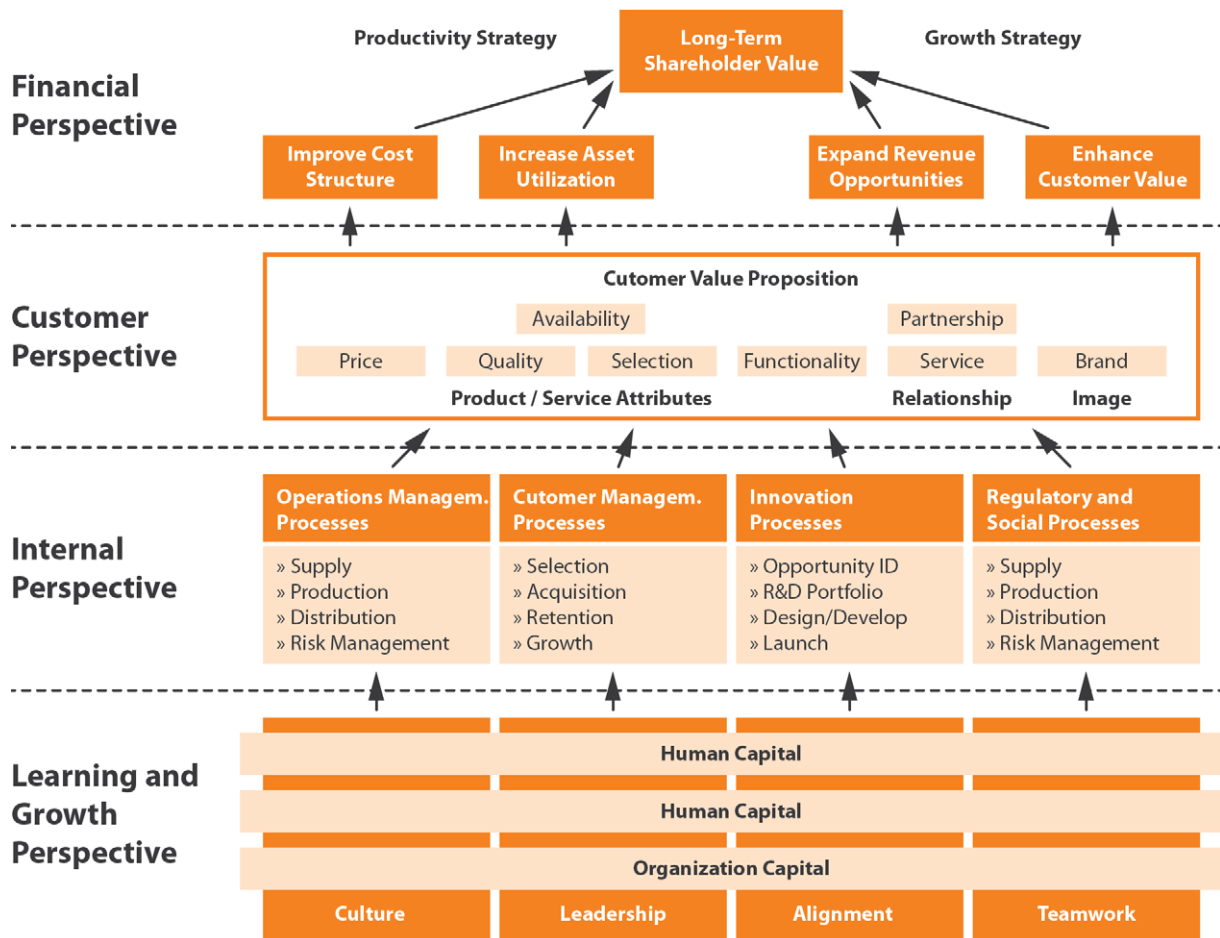 Productivity Strategy
Long-Term
Shareholder Value
Growth Strategy
Financial
Perspective
Improve Cost
Structure
Increase Asset
Utilization
Expand Revenue
Opportunities
Enhance
Customer Value
Customer
Perspective
Cutomer Value Proposition
Availability
Partnership
Price
Quality
Selection
Functionality
Service
Brand
Product / Service Attributes
Relationship
Image
Internal
Perspective
Operations Managem.
Processes
» Supply
» Production
» Distribution
» Risk Management
Cutomer Managem.
Processes
» Selection
» Acquisition
» Retention
» Growth
Innovation
Processes
» Opportunity ID
» R&D Portfolio
» Design/Develop
» Launch
Regulatory and
Social Processes
» Supply
» Production
» Distribution
» Risk Management
Learning and
Growth
Perspective
Human Capital
Human Capital
Organization Capital
Culture
Leadership
Alignment
Teamwork